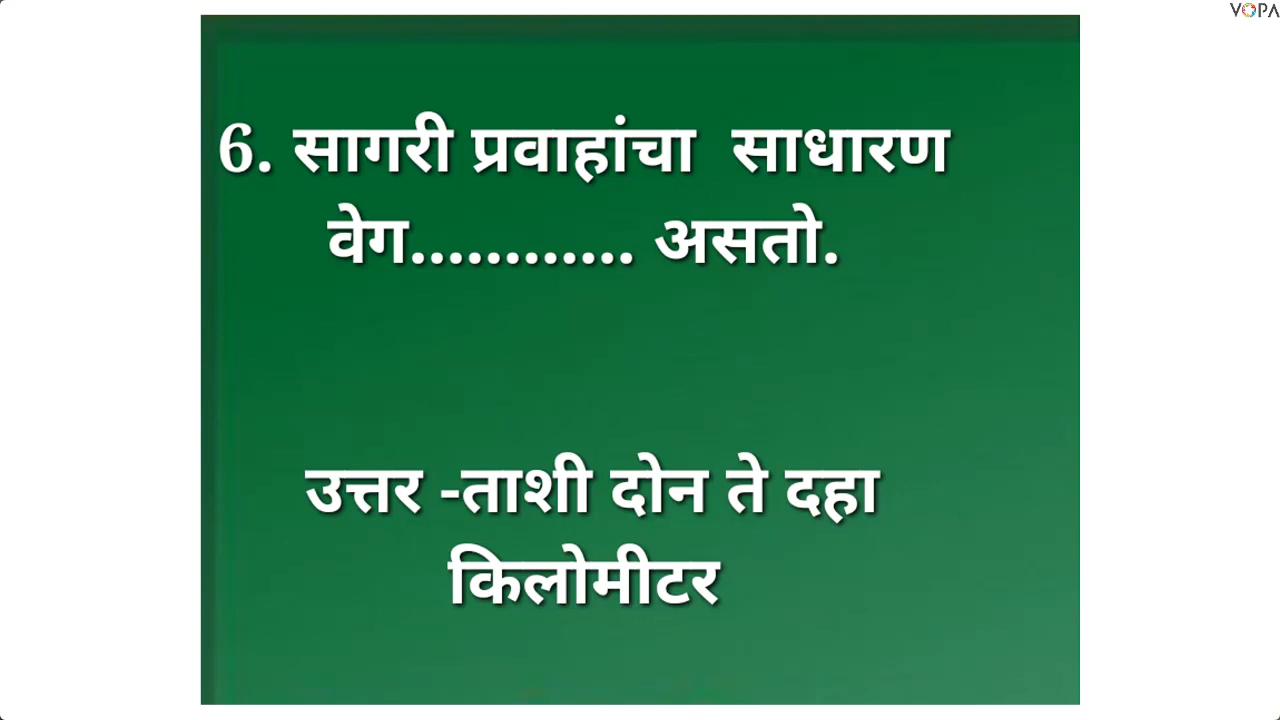 VOPA
6. सागरी प्रवाहांचा साधारण
वेग............ असतो.
उत्तर -ताशी दोन ते दहा
किलोमीटर